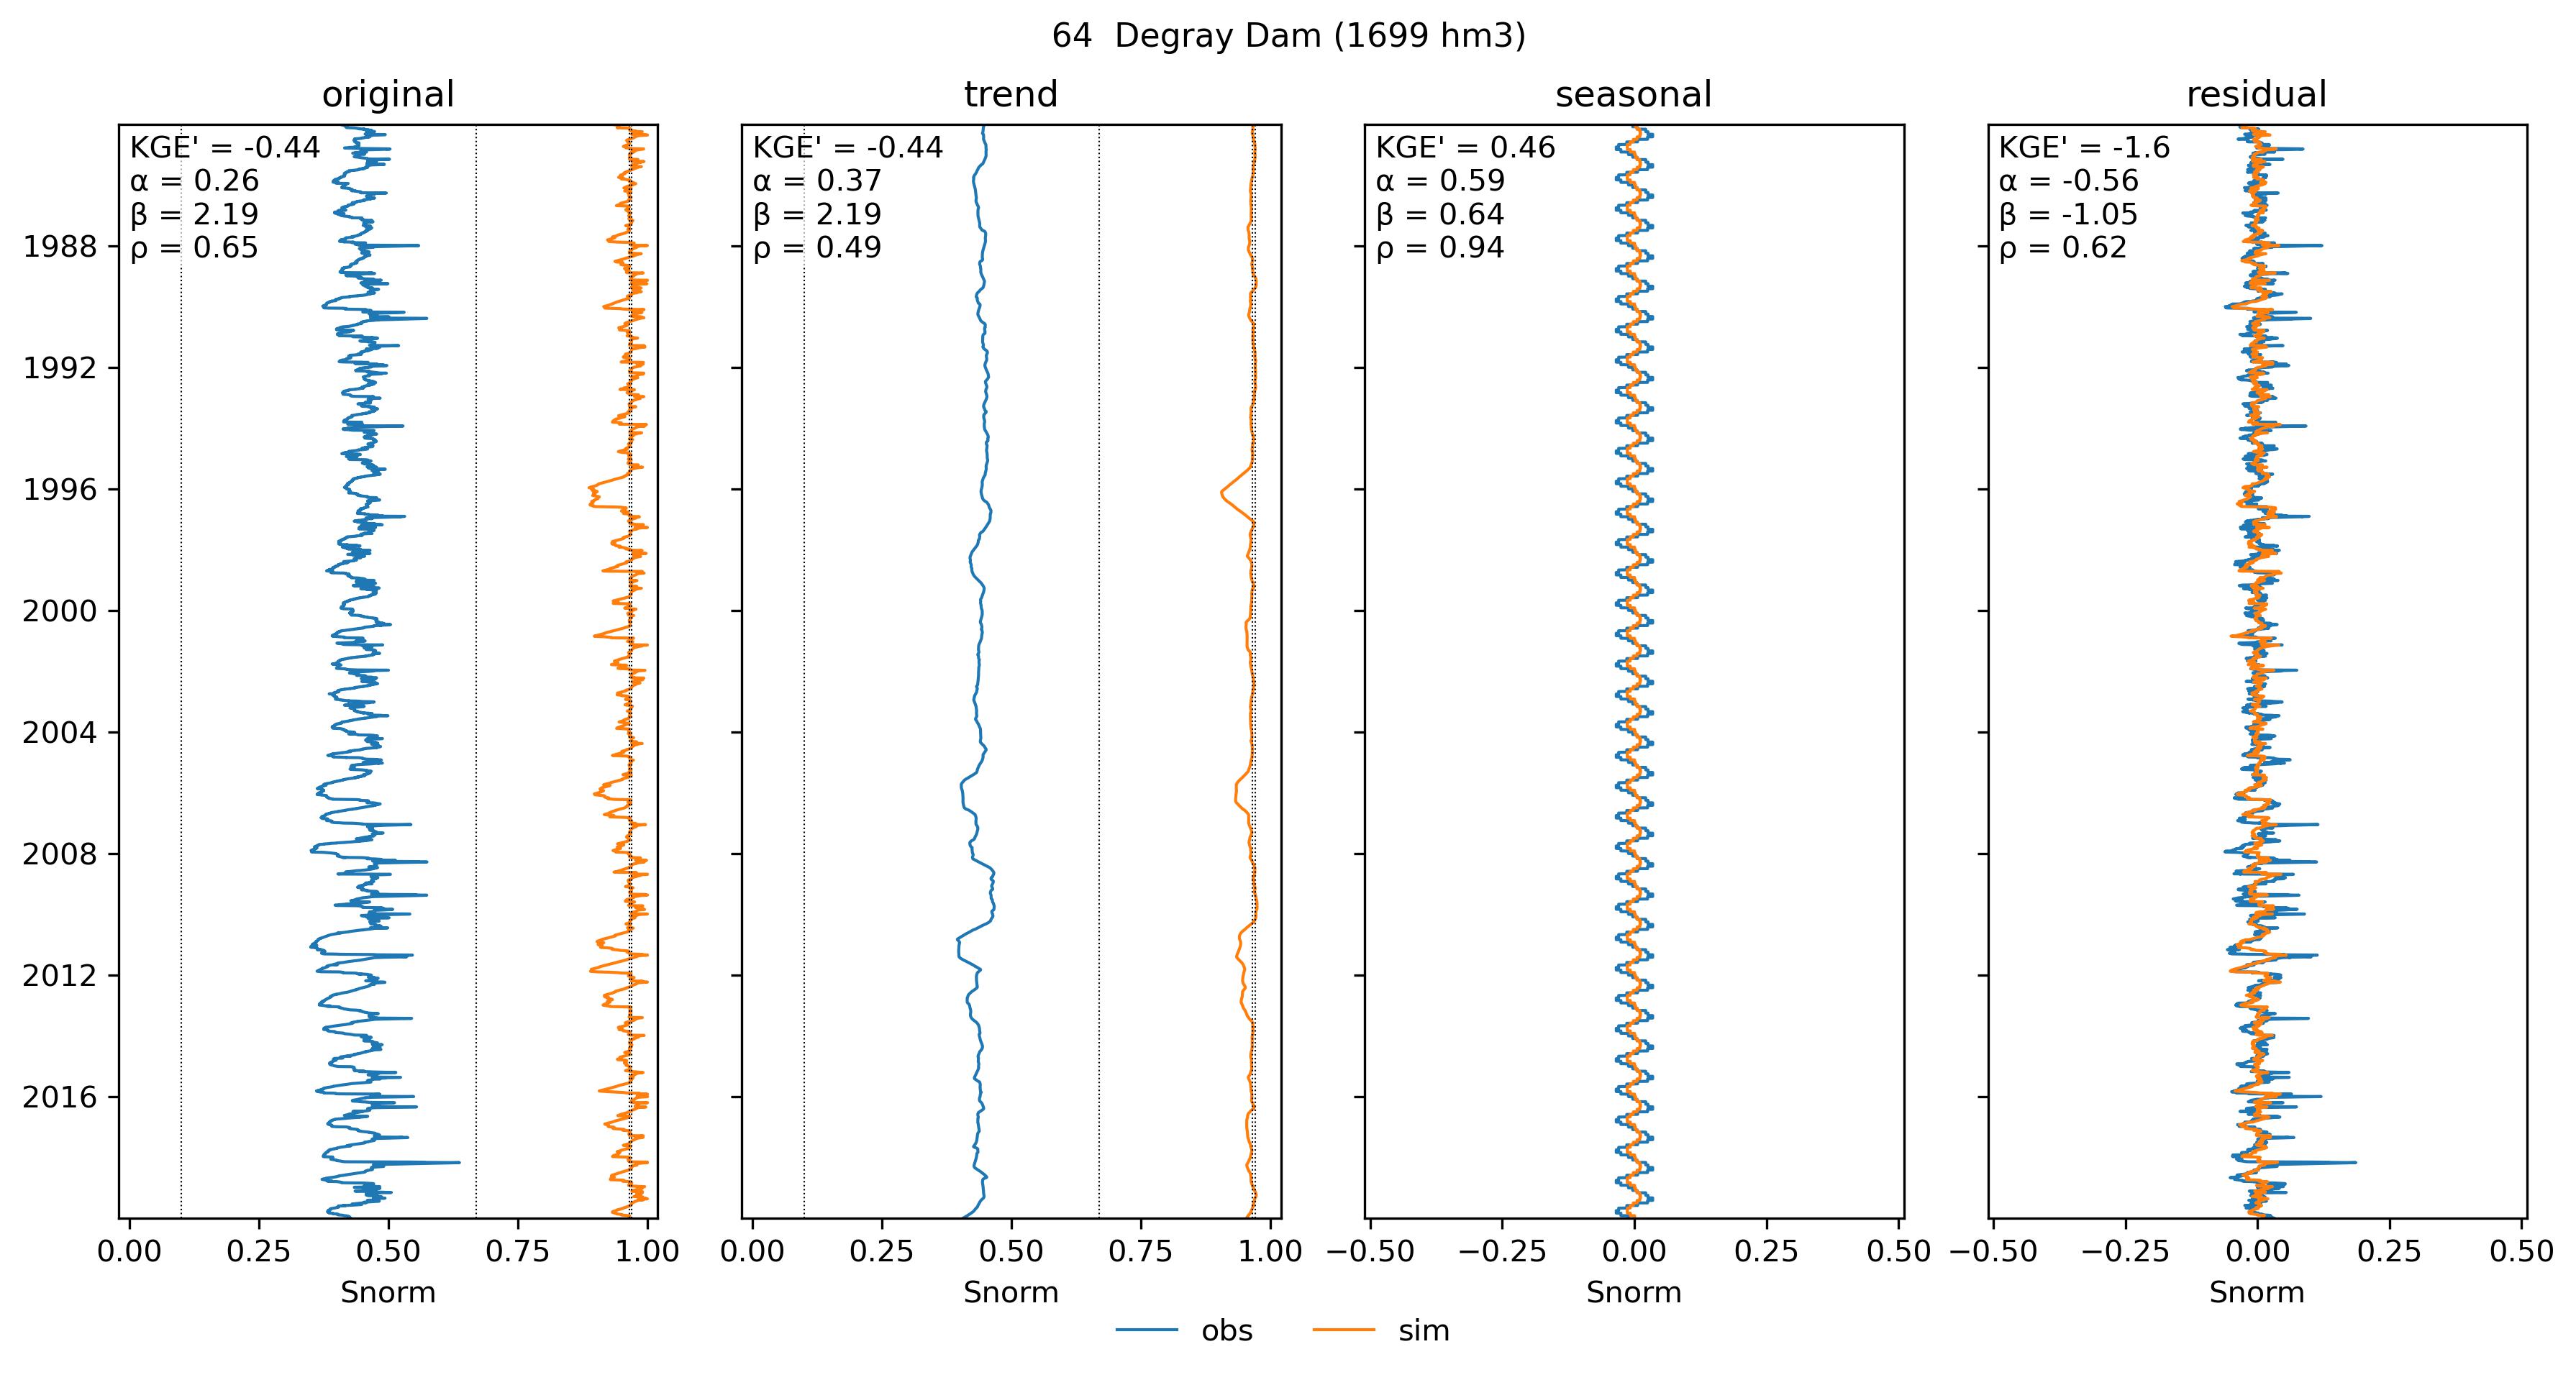 64  Degray Dam (1699 hm3)
original
trend
seasonal
residual
KGE' = -0.44
α = 0.26
β = 2.19
ρ = 0.65
KGE' = -0.44
α = 0.37
β = 2.19
ρ = 0.49
KGE' = 0.46
α = 0.59
β = 0.64
ρ = 0.94
KGE' = -1.6
α = -0.56
β = -1.05
ρ = 0.62
1988
1992
1996
2000
2004
2008
2012
2016
0.00 0.25 0.50 0.75 1.00
0.00 0.25 0.50 0.75 1.00
−0.50 −0.25 0.00 0.25 0.50
−0.50 −0.25 0.00 0.25 0.50
Snorm
Snorm
Snorm
Snorm
obs sim